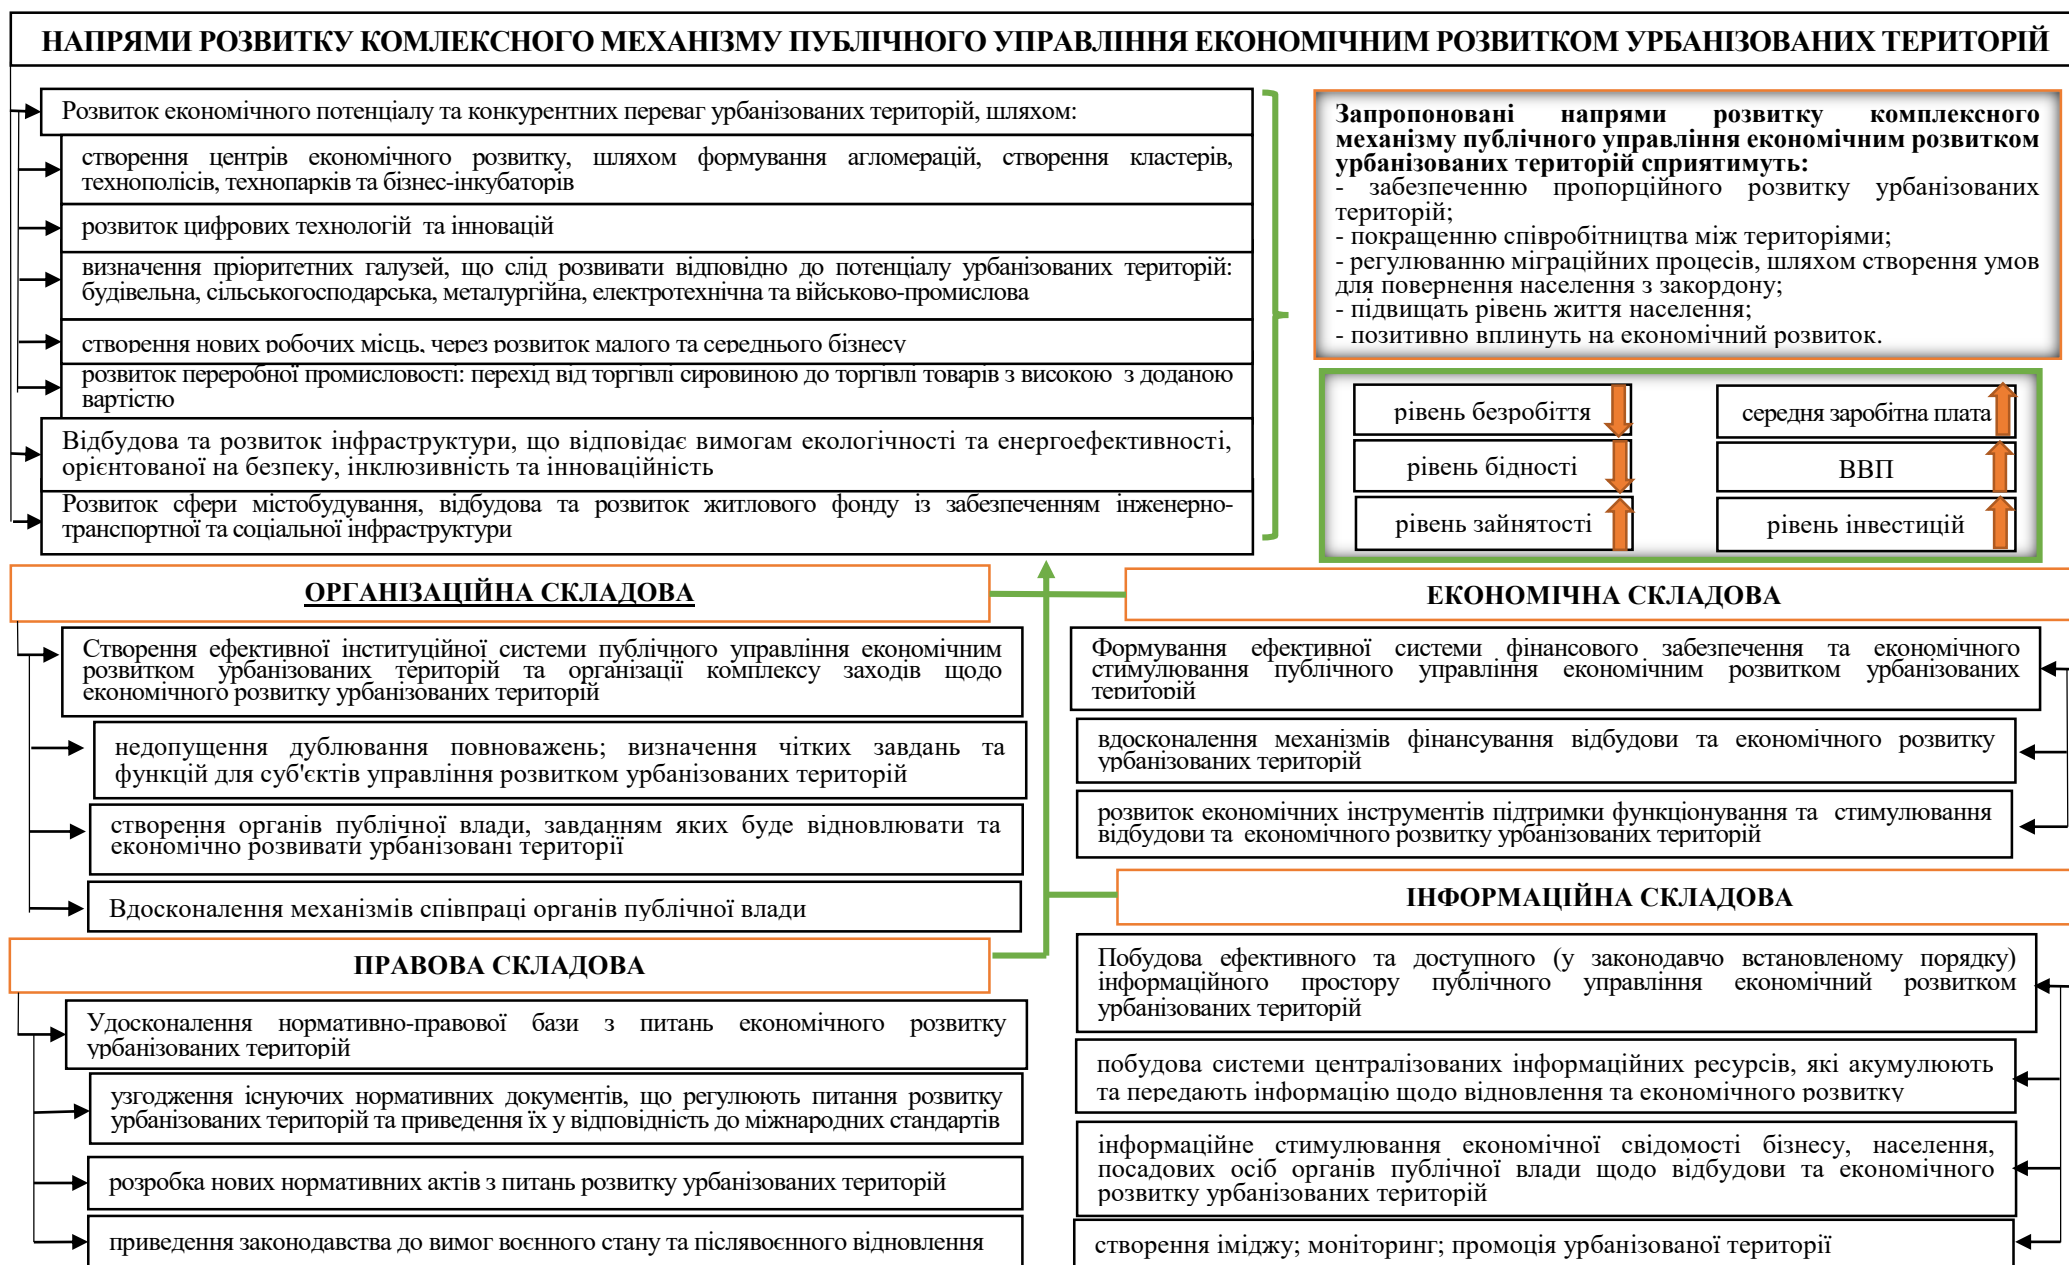 НАПРЯМИ РОЗВИТКУ КОМЛЕКСНОГО МЕХАНІЗМУ ПУБЛІЧНОГО УПРАВЛІННЯ ЕКОНОМІЧНИМ РОЗВИТКОМ УРБАНІЗОВАНИХ ТЕРИТОРІЙ
Розвиток економічного потенціалу та конкурентних переваг урбанізованих територій, шляхом:
створення центрів економічного розвитку, шляхом формування агломерацій, створення кластерів,
технополісів, технопарків та бізнес-інкубаторів
розвиток цифрових технологій та інновацій
визначення пріоритетних галузей, що слід розвивати відповідно до потенціалу урбанізованих територій:
будівельна, сільськогосподарська, металургійна, електротехнічна та військово-промислова
створення нових робочих місць, через розвиток малого та середнього бізнесу
розвиток переробної промисловості: перехід від торгівлі сировиною до торгівлі товарів з високою з доданою
вартістю
Відбудова та розвиток інфраструктури, що відповідає вимогам екологічності та енергоефективності,
орієнтованої на безпеку, інклюзивність та інноваційність
Розвиток сфери містобудування, відбудова та розвиток житлового фонду із забезпеченням інженерно-
транспортної та соціальної інфраструктури
Запропоновані напрями розвитку комплексного
механізму публічного управління економічним розвитком
урбанізованих територій сприятимуть:
- забезпеченню пропорційного розвитку урбанізованих
територій;
- покращенню співробітництва між територіями;
- регулюванню міграційних процесів, шляхом створення умов
для повернення населення з закордону;
- підвищать рівень життя населення;
- позитивно вплинуть на економічний розвиток.
рівень безробіття
середня заробітна плата
рівень бідності
ВВП
рівень зайнятості
рівень інвестицій
ОРГАНІЗАЦІЙНА СКЛАДОВА
Створення ефективної інституційної системи публічного управління економічним
розвитком урбанізованих територій та організації комплексу заходів щодо
економічного розвитку урбанізованих територій
недопущення дублювання повноважень; визначення чітких завдань та
функцій для суб'єктів управління розвитком урбанізованих територій
створення органів публічної влади, завданням яких буде відновлювати та
економічно розвивати урбанізовані території
Вдосконалення механізмів співпраці органів публічної влади
ЕКОНОМІЧНА СКЛАДОВА
Формування ефективної системи фінансового забезпечення та економічного
стимулювання публічного управління економічним розвитком урбанізованих
територій
вдосконалення механізмів фінансування відбудови та економічного розвитку
урбанізованих територій
розвиток економічних інструментів підтримки функціонування та стимулювання
відбудови та економічного розвитку урбанізованих територій
ПРАВОВА СКЛАДОВА
Удосконалення нормативно-правової бази з питань економічного розвитку
урбанізованих територій
узгодження існуючих нормативних документів, що регулюють питання розвитку
урбанізованих територій та приведення їх у відповідність до міжнародних стандартів
розробка нових нормативних актів з питань розвитку урбанізованих територій
приведення законодавства до вимог воєнного стану та післявоєнного відновлення
ІНФОРМАЦІЙНА СКЛАДОВА
Побудова ефективного та доступного (у законодавчо встановленому порядку)
інформаційного простору публічного управління економічний розвитком
урбанізованих територій
побудова системи централізованих інформаційних ресурсів, які акумулюють
та передають інформацію щодо відновлення та економічного розвитку
інформаційне стимулювання економічної свідомості бізнесу, населення,
посадових осіб органів публічної влади щодо відбудови та економічного
розвитку урбанізованих територій
створення іміджу; моніторинг; промоція урбанізованої території